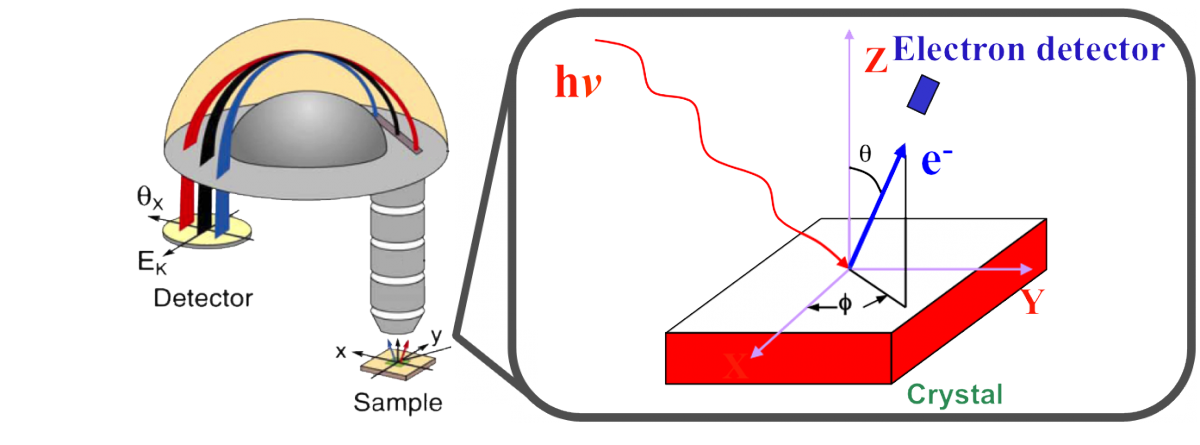 θx
EK
Detector
x
y
Sample
hν
Z
Electron detector
θ
e-
ϕ
Y
X
Crystal